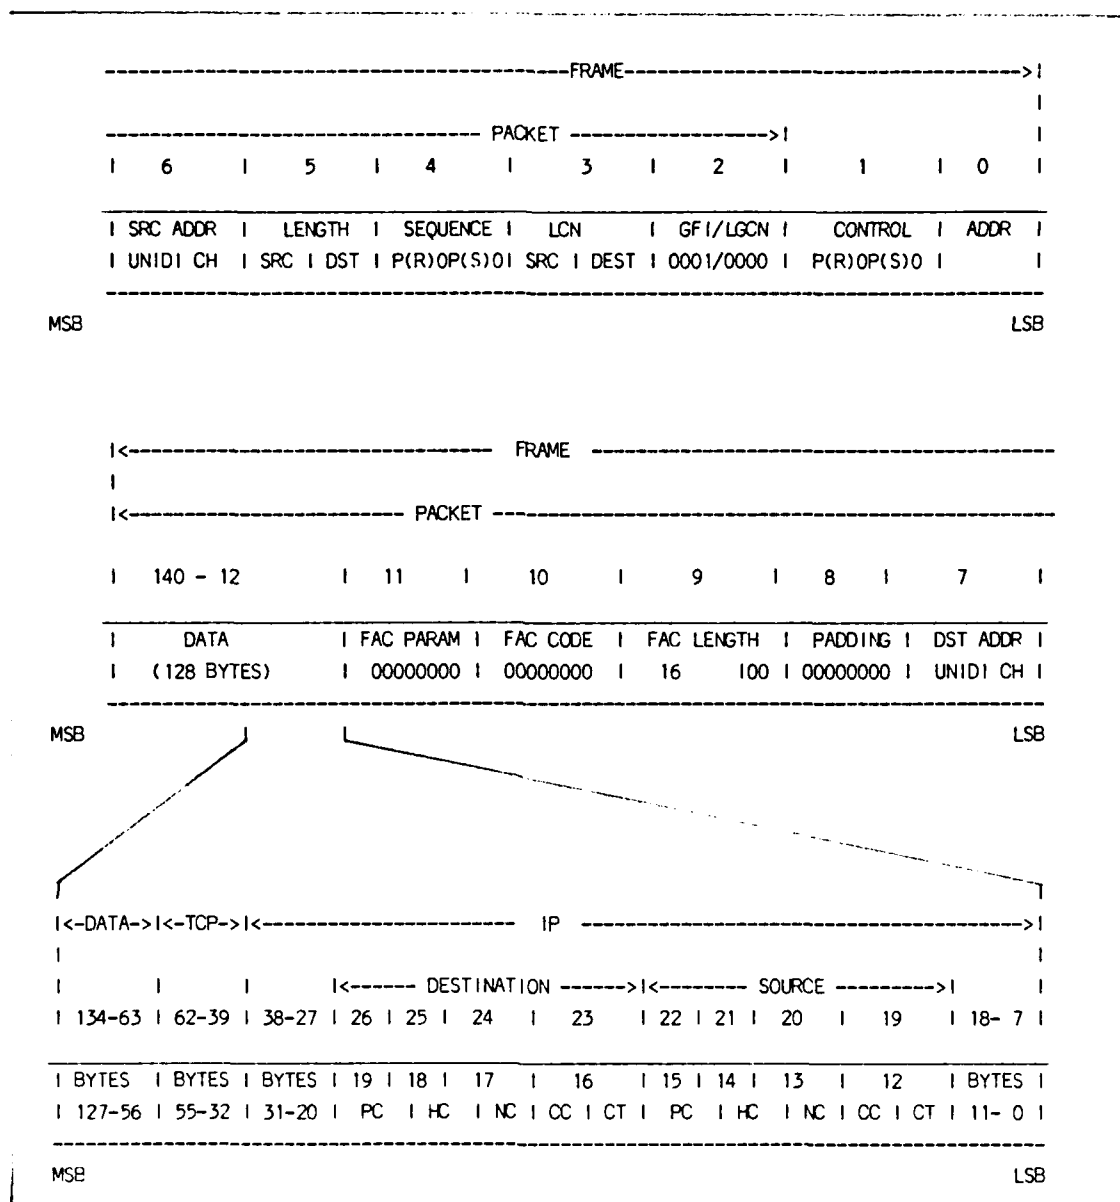 ----------FRAME---------->|
---------- PACKET ---------->|
| 6 | 5 | 4 | 3 | 2 | 1 | 0 |
| SRC ADDR | LENGTH | SEQUENCE | LCN | GFI/LGCN | CONTROL | ADDR |
| UNIDI CH | SRC | DST | P(R)0P(S)0| SRC | DEST | 0001/0000 | P(R)0P(S)0 | |
MSB LSB
|<---------- FRAME ----------
|<---------- PACKET ----------
| 140 - 12 | 11 | 10 | 9 | 8 | 7 |
| DATA | FAC PARAM | FAC CODE | FAC LENGTH | PADDING | DST ADDR |
| (128 BYTES) | 00000000 | 00000000 | 16 100 | 00000000 | UNIDI CH |
MSB LSB
|<-DATA->|<-TCP->|<---------- IP ---------->|
| | | |<------ DESTINATION ------>|<-------- SOURCE ---------->| |
| 134-63 | 62-39 | 38-27 | 26 | 25 | 24 | 23 | 22 | 21 | 20 | 19 | 18- 7 |
| BYTES | BYTES | BYTES | 19 | 18 | 17 | 16 | 15 | 14 | 13 | 12 | BYTES |
| 127-56 | 55-32 | 31-20 | PC | HC | NC | CC | CT | PC | HC | NC | CC | CT | 11- 0 |
MSB LSB